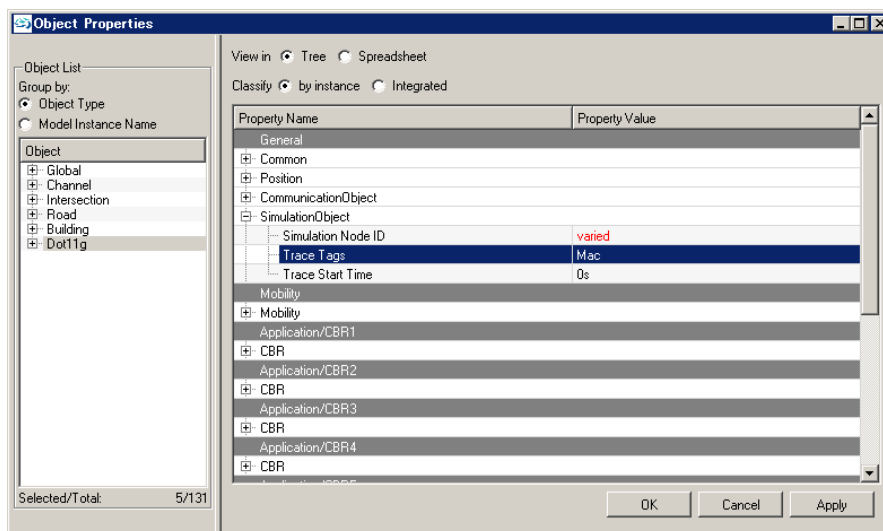 Object Properties
Object List
Group by:
Object Type
Model Instance Name
Object
Global
Channel
Intersection
Road
Building
Dot11g
Selected/Total: 5/131
View in Tree Spreadsheet
Classify by instance Integrated
Property Name Property Value
General
Common
Position
CommunicationObject
SimulationObject
Simulation Node ID varied
Trace Tags Mac
Trace Start Time 0s
Mobility
Mobility
Application/CBR1
CBR
Application/CBR2
CBR
Application/CBR3
CBR
Application/CBR4
CBR
OK Cancel Apply